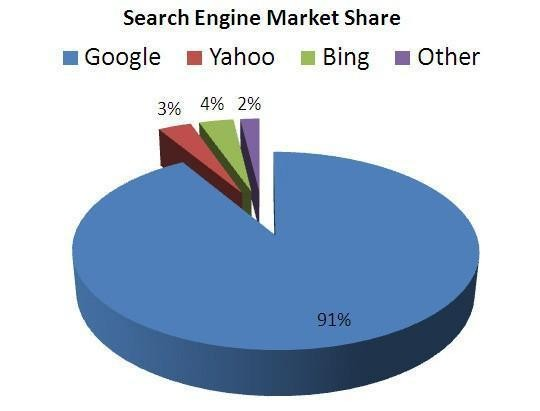 Search Engine Market Share
Google Yahoo Bing Other
3% 4% 2%
91%